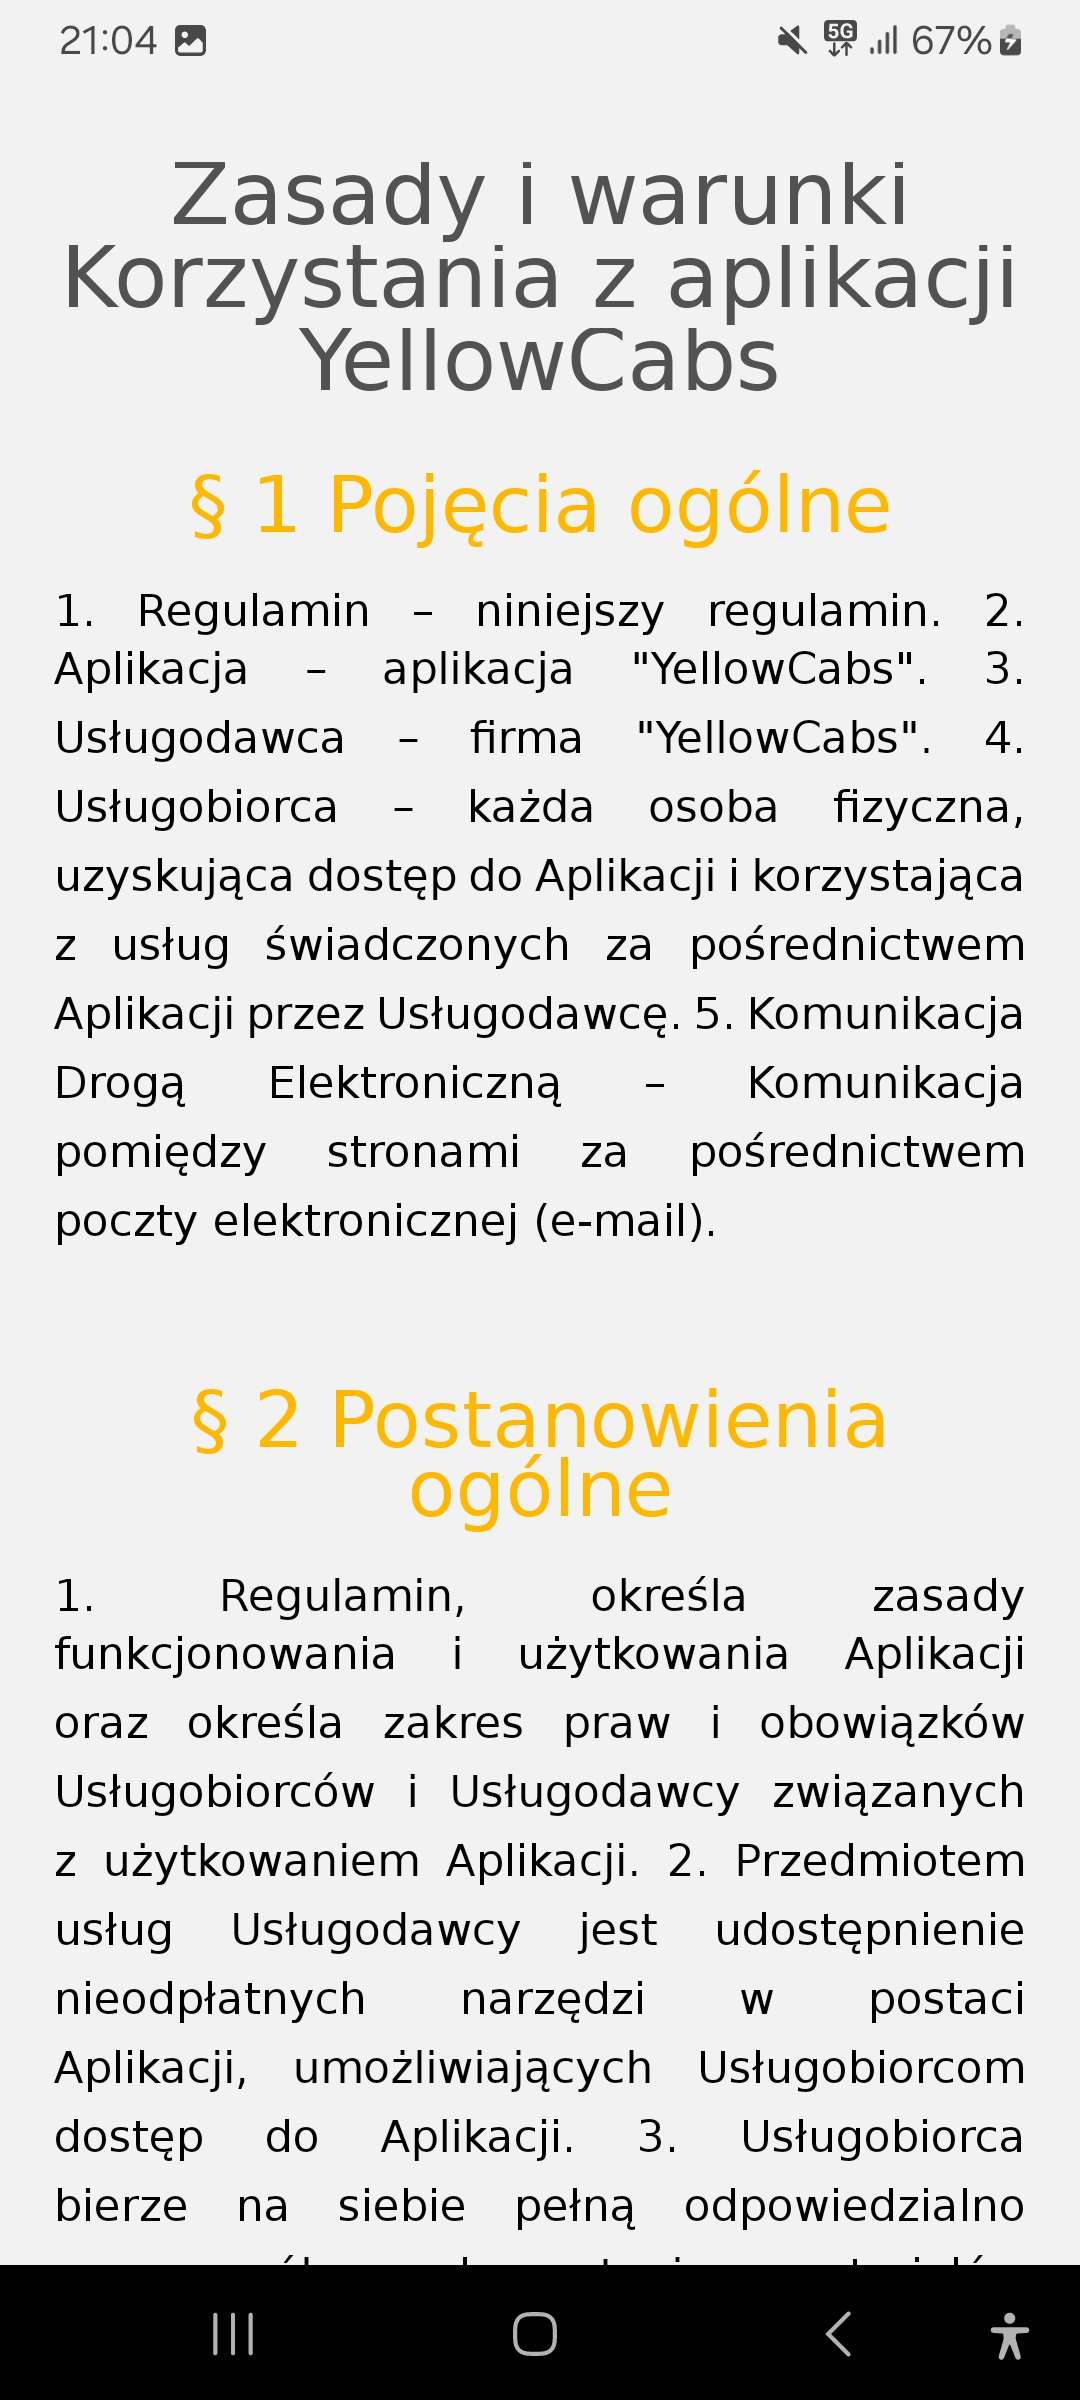 21:04
5G
67%
Zasady i warunki
Korzystania z aplikacji
YellowCabs
§ 1 Pojęcia ogólne
1. Regulamin – niniejszy regulamin. 2.
Aplikacja – aplikacja "YellowCabs". 3.
Usługodawca – firma "YellowCabs". 4.
Usługobiorca – każda osoba fizyczna,
uzyskująca dostęp do Aplikacji i korzystająca
z usług świadczonych za pośrednictwem
Aplikacji przez Usługodawcę. 5. Komunikacja
Drogą Elektroniczną – Komunikacja
pomiędzy stronami za pośrednictwem
poczty elektronicznej (e-mail).
§ 2 Postanowienia
ogólne
1. Regulamin, określa zasady
funkcjonowania i użytkowania Aplikacji
oraz określa zakres praw i obowiązków
Usługobiorców i Usługodawcy związanych
z użytkowaniem Aplikacji. 2. Przedmiotem
usług Usługodawcy jest udostępnienie
nieodpłatnych narzędzi w postaci
Aplikacji, umożliwiających Usługobiorcom
dostęp do Aplikacji. 3. Usługobiorca
bierze na siebie pełną odpowiedzialno